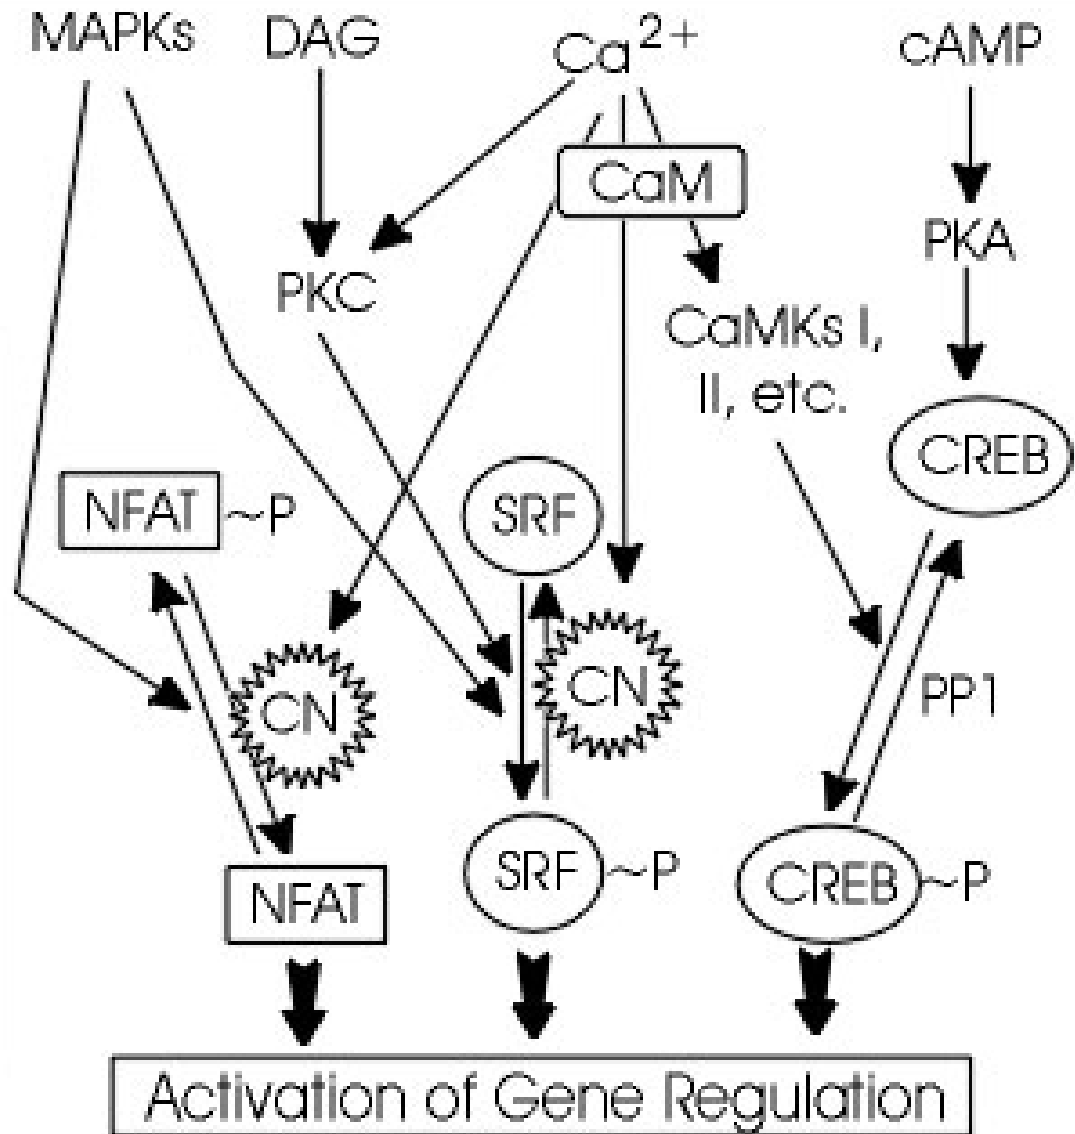 MAPKs
DAG
Ca2+
cAMP
CaM
PKC
PKA
CaMKs I,
II, etc.
CREB
NFAT ~P
SRF
CN
CN
PP1
NFAT
SRF ~P
CREB ~P
Activation of Gene Regulation